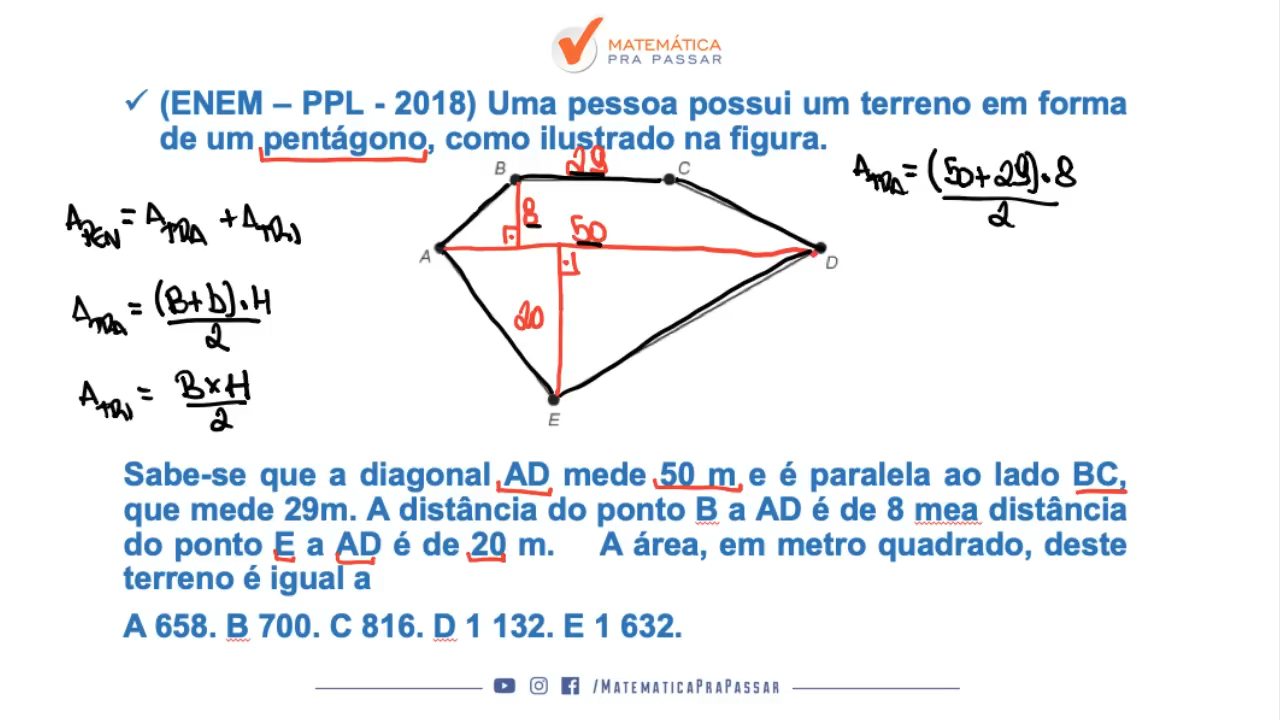 MATEMÁTICA
PRA PASSAR
✓ (ENEM – PPL - 2018) Uma pessoa possui um terreno em forma
de um pentágono, como ilustrado na figura.
A_PEN = A_TRA + A_TRI
A_TRA = (B+b).H
2
A_TRI = B×H
2
B
29
C
8
50
A
D
20
E
A_TRA = (50+29).8
2
Sabe-se que a diagonal AD mede 50 m e é paralela ao lado BC,
que mede 29m. A distância do ponto B a AD é de 8 mea distância
do ponto E a AD é de 20 m. A área, em metro quadrado, deste
terreno é igual a
A 658. B 700. C 816. D 1 132. E 1 632.
/MATEMATICAPRAPASSAR